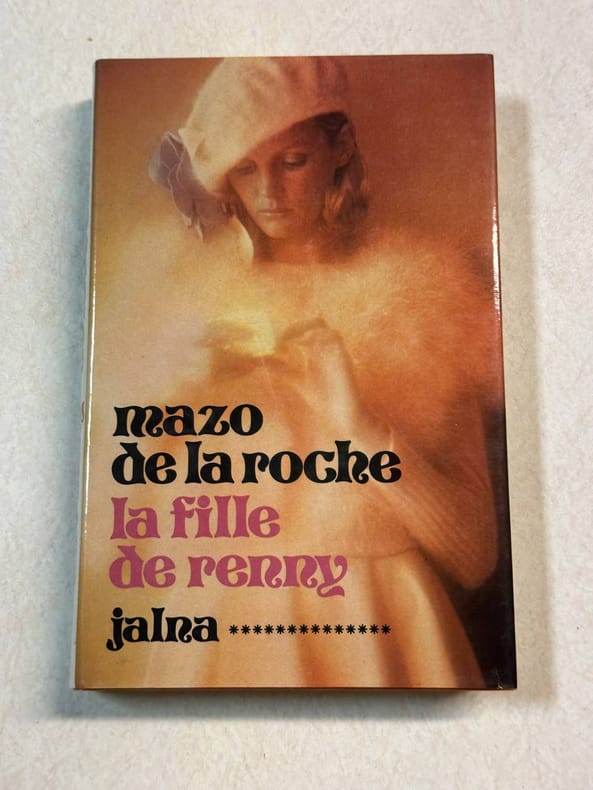 mazo
de la roche
la fille
de renny
jalna **************